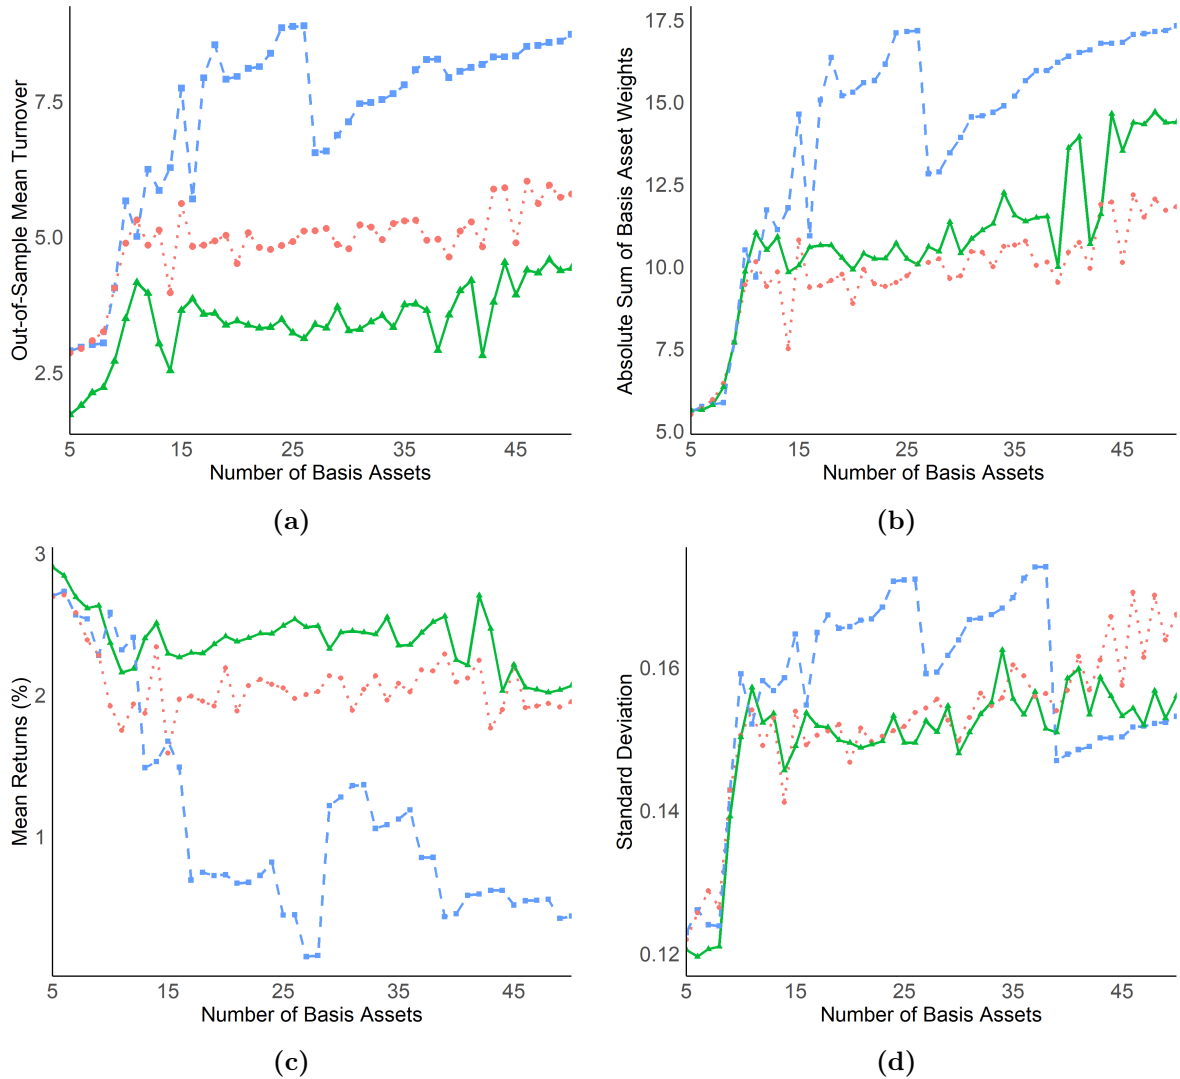 Out-of-Sample Mean Turnover
7.5
5.0
2.5
5 15 25 35 45
Number of Basis Assets
(a)
Absolute Sum of Basis Asset Weights
17.5
15.0
12.5
10.0
7.5
5.0
5 15 25 35 45
Number of Basis Assets
(b)
Mean Returns (%)
3
2
1
5 15 25 35 45
Number of Basis Assets
(c)
Standard Deviation
0.16
0.14
0.12
5 15 25 35 45
Number of Basis Assets
(d)